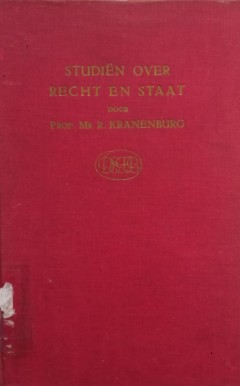 STUDIËN OVER
RECHT EN STAAT
DOOR
PROF. MR R. KRANENBURG